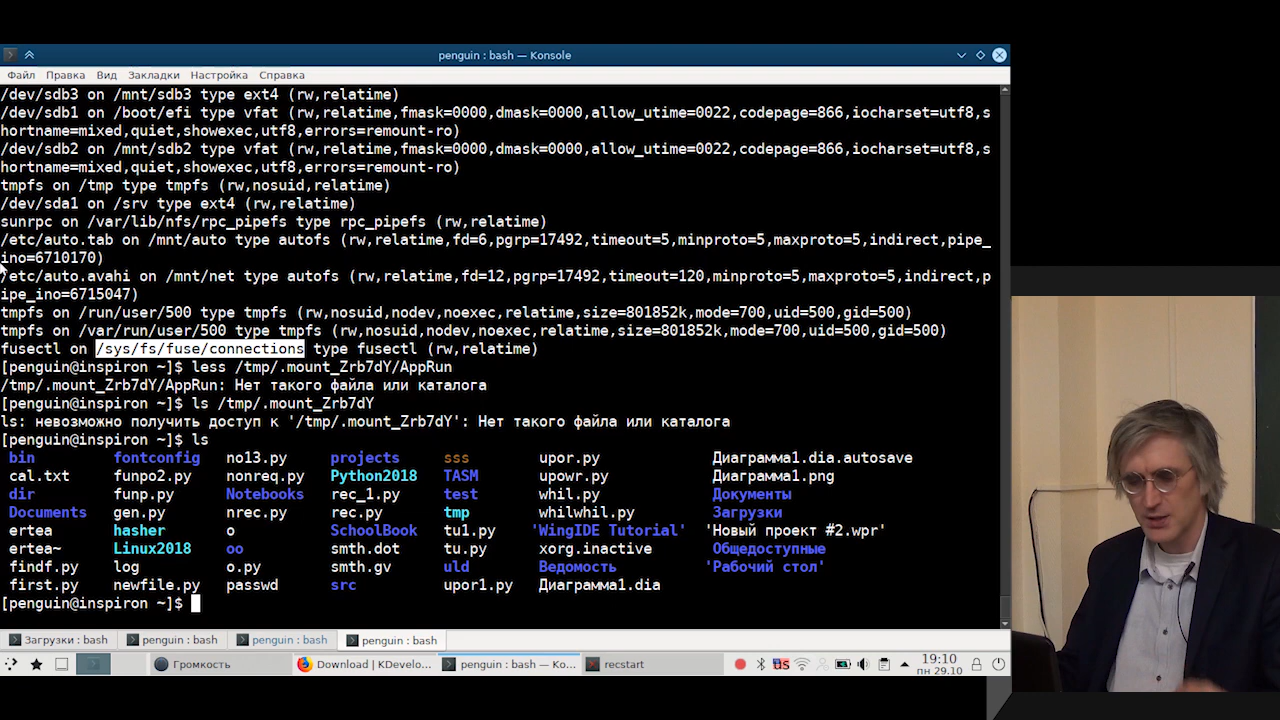 penguin : bash — Konsole
Файл Правка Вид Закладки Настройка Справка
/dev/sdb3 on /mnt/sdb3 type ext4 (rw,relatime)
/dev/sdb1 on /boot/efi type vfat (rw,relatime,fmask=0000,dmask=0000,allow_utime=0022,codepage=866,iocharset=utf8,s
hortname=mixed,quiet,showexec,utf8,errors=remount-ro)
/dev/sdb2 on /mnt/sdb2 type vfat (rw,relatime,fmask=0000,dmask=0000,allow_utime=0022,codepage=866,iocharset=utf8,s
hortname=mixed,quiet,showexec,utf8,errors=remount-ro)
tmpfs on /tmp type tmpfs (rw,nosuid,relatime)
/dev/sda1 on /srv type ext4 (rw,relatime)
sunrpc on /var/lib/nfs/rpc_pipefs type rpc_pipefs (rw,relatime)
/etc/auto.tab on /mnt/auto type autofs (rw,relatime,fd=6,pgrp=17492,timeout=5,minproto=5,maxproto=5,indirect,pipe_
ino=6710170)
/etc/auto.avahi on /mnt/net type autofs (rw,relatime,fd=12,pgrp=17492,timeout=120,minproto=5,maxproto=5,indirect,p
ipe_ino=6715047)
tmpfs on /run/user/500 type tmpfs (rw,nosuid,nodev,noexec,relatime,size=801852k,mode=700,uid=500,gid=500)
tmpfs on /var/run/user/500 type tmpfs (rw,nosuid,nodev,noexec,relatime,size=801852k,mode=700,uid=500,gid=500)
fusectl on /sys/fs/fuse/connections type fusectl (rw,relatime)
[penguin@inspiron ~]$ less /tmp/.mount_Zrb7dY/AppRun
/tmp/.mount_Zrb7dY/AppRun: Нет такого файла или каталога
[penguin@inspiron ~]$ ls /tmp/.mount_Zrb7dY
ls: невозможно получить доступ к '/tmp/.mount_Zrb7dY': Нет такого файла или каталога
[penguin@inspiron ~]$ ls
bin fontconfig no13.py projects sss upor.py Диаграмма1.dia.autosave
cal.txt funpo2.py nonreq.py Python2018 TASM upowr.py Диаграмма1.png
dir funp.py Notebooks rec_1.py test whil.py Документы
Documents gen.py nrec.py rec.py tmp whilwhil.py Загрузки
ertea hasher o SchoolBook tu1.py 'WingIDE Tutorial' 'Новый проект #2.wpr'
ertea~ Linux2018 oo smth.dot tu.py xorg.inactive Общедоступные
findf.py log o.py smth.gv uld Ведомость 'Рабочий стол'
first.py newfile.py passwd src upor1.py Диаграмма1.dia
[penguin@inspiron ~]$
Загрузки : bash penguin : bash penguin : bash penguin : bash
Громкость Download | KDevelo... penguin : bash — Ko... recstart US 19:10
пн 29.10